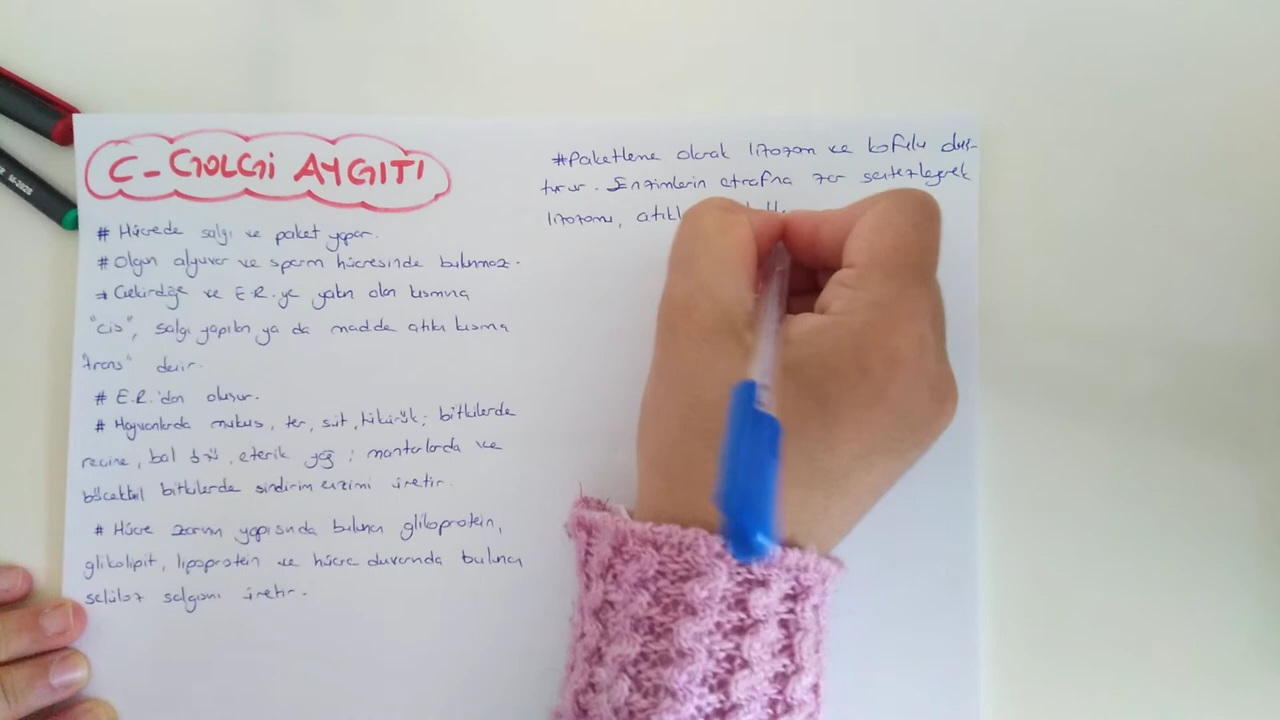 C- GOLGİ AYGITI
# Hücrede salgı ve paket yapar.
# Olgun alyuvar ve sperm hücresinde bulunmaz.
# Çekirdeğe ve E.R.ye yakın olan kısmına
"cis", salgı yapılan ya da madde atılan kısma
"trans" denir.
# E.R.'dan oluşur.
# Hayvanlarda mukus, ter, süt, tükürük; bitkilerde
reçine, bal özü, eterik yağ; mantarlarda ve
böcekçil bitkilerde sindirim enzimi üretir.
# Hücre zarının yapısında bulunan glikoprotein,
glikolipit, lipoprotein ve hücre duvarında bulunan
selüloz salgısını üretir.
#Paketleme olarak lizozom ve kofulu oluş-
turur. Enzimlerin etrafına zar sentezleyerek
lizozomu,